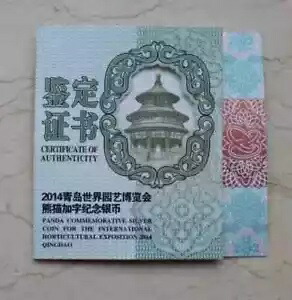 鉴定
证书
CERTIFICATE OF
AUTHENTICITY
2014青岛世界园艺博览会
熊猫加字纪念银币
PANDA COMMEMORATIVE SILVER
COIN FOR THE INTERNATIONAL
HORTICULTURAL EXPOSITION 2014
QINGDAO